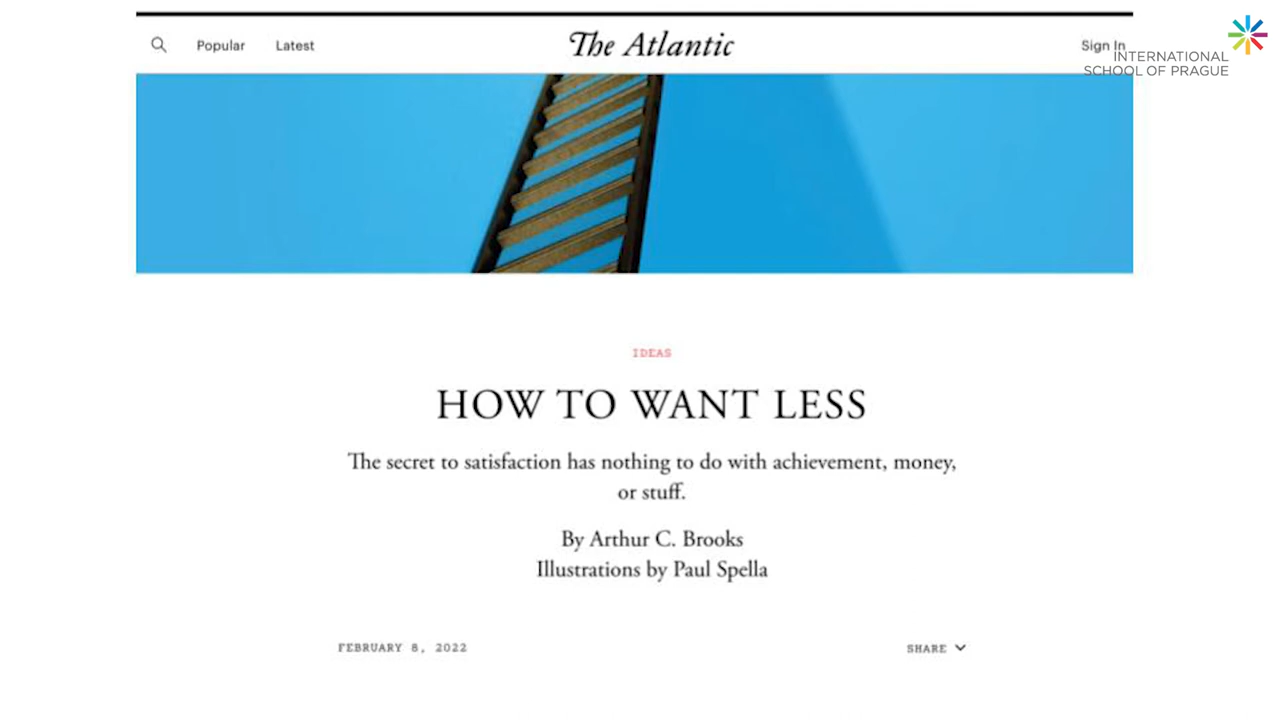 Popular
Latest
The Atlantic
Sign In
INTERNATIONAL
SCHOOL OF PRAGUE
IDEAS
HOW TO WANT LESS
The secret to satisfaction has nothing to do with achievement, money,
or stuff.
By Arthur C. Brooks
Illustrations by Paul Spella
FEBRUARY 8, 2022
SHARE